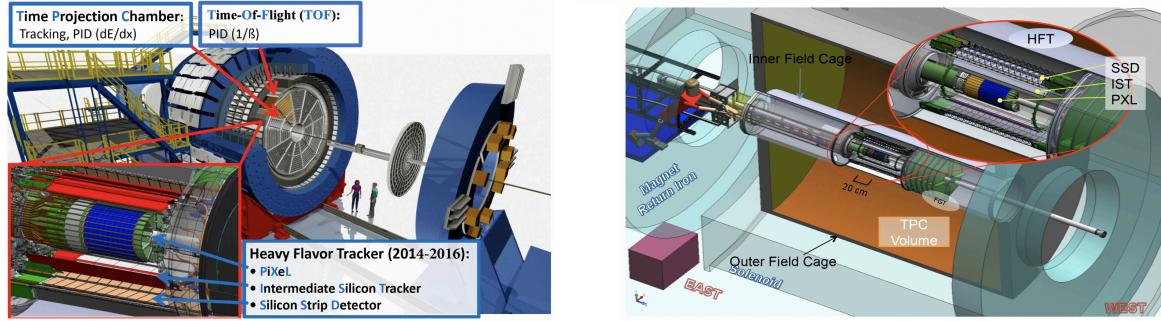 Time Projection Chamber:
Tracking, PID (dE/dx)
Time-Of-Flight (TOF):
PID (1/ß)
Heavy Flavor Tracker (2014-2016):
• PiXeL
• Intermediate Silicon Tracker
• Silicon Strip Detector
HFT
Inner Field Cage
SSD
IST
PXL
Magnet
Return Iron
20 cm
FGT
TPC
Volume
Outer Field Cage
Solenoid
EAST
WEST